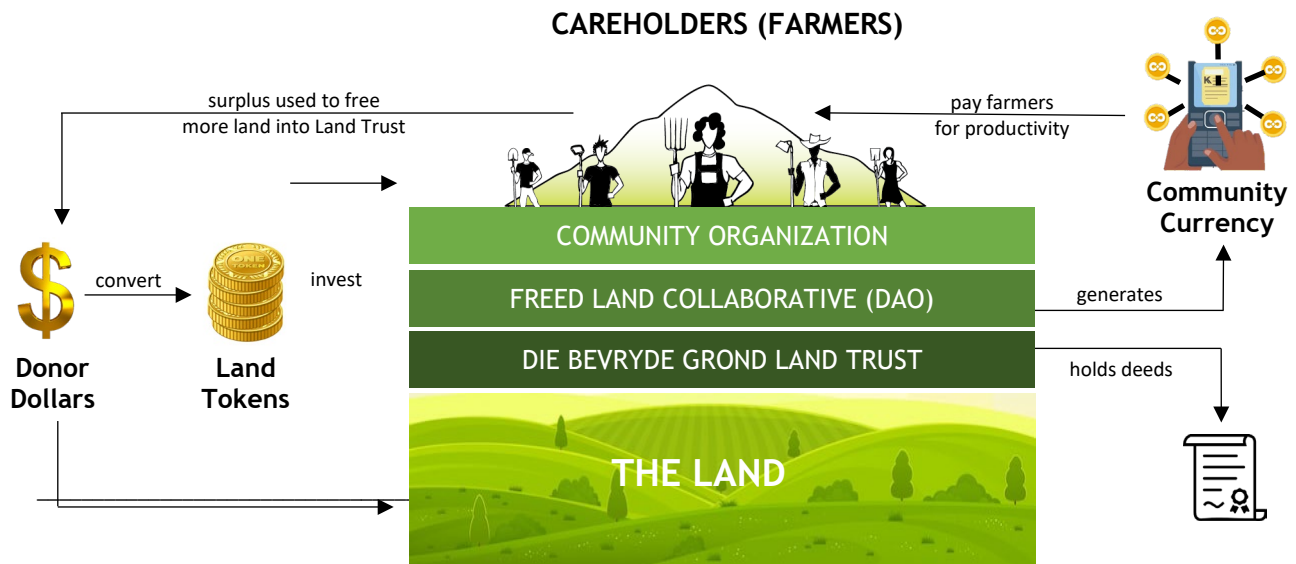 CAREHOLDERS (FARMERS)
surplus used to free
more land into Land Trust
pay farmers
for productivity
Community
Currency
COMMUNITY ORGANIZATION
convert
ONE
TOKEN
invest
FREED LAND COLLABORATIVE (DAO)
generates
Donor
Dollars
Land
Tokens
DIE BEVRYDE GROND LAND TRUST
holds deeds
THE LAND